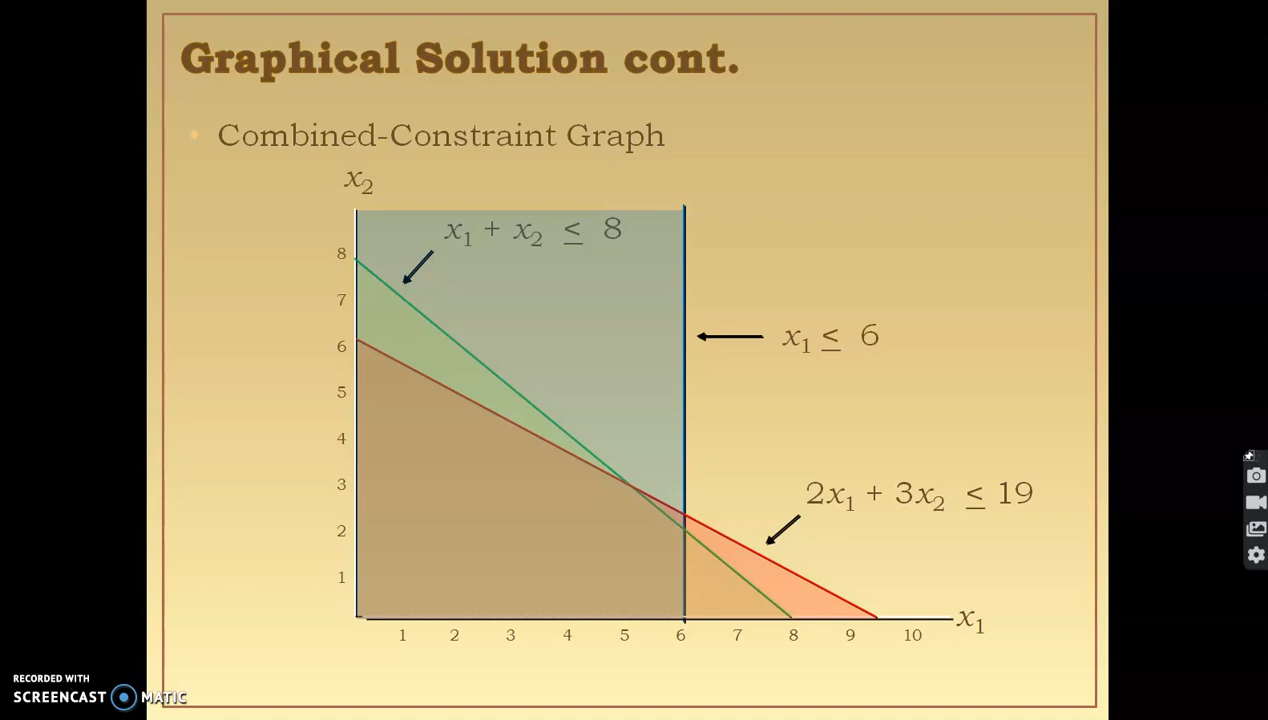 Graphical Solution cont.
• Combined-Constraint Graph
x2
x1 + x2 ≤ 8
8
7
x1 ≤ 6
6
5
4
3
2x1 + 3x2 ≤ 19
2
1
x1
1 2 3 4 5 6 7 8 9 10
RECORDED WITH
SCREENCAST MATIC